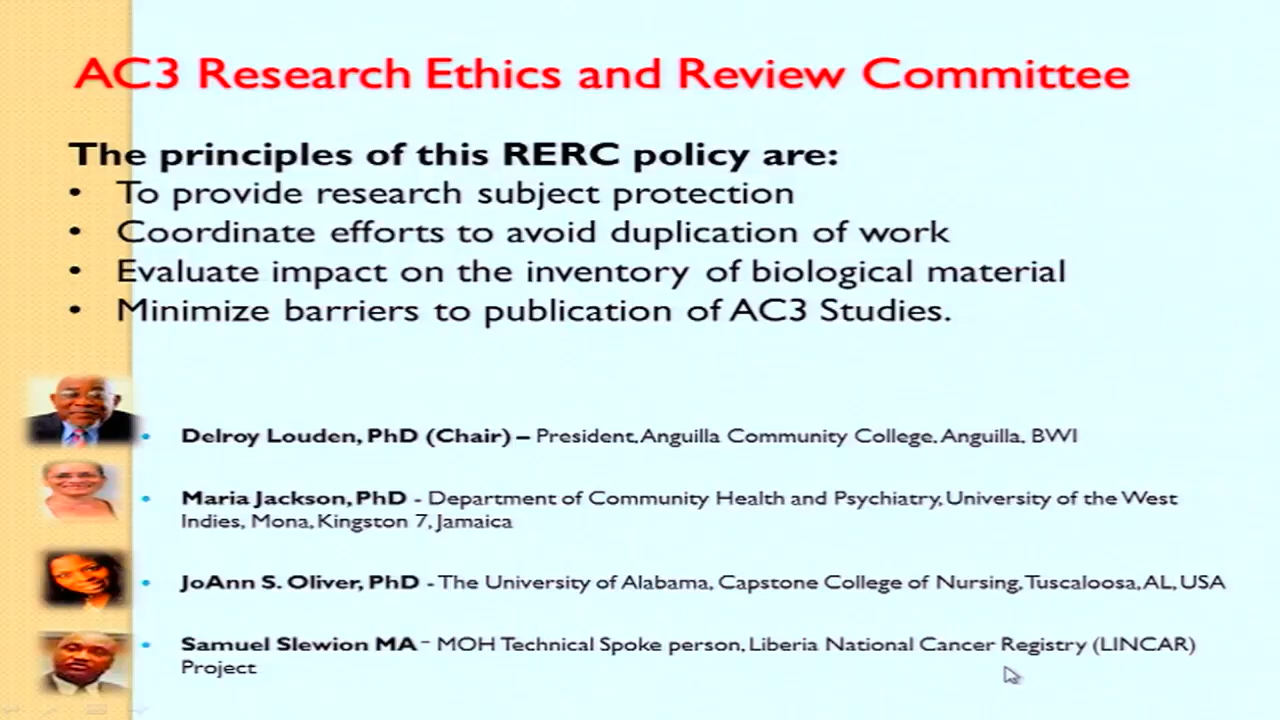 AC3 Research Ethics and Review Committee
The principles of this RERC policy are:
• To provide research subject protection
• Coordinate efforts to avoid duplication of work
• Evaluate impact on the inventory of biological material
• Minimize barriers to publication of AC3 Studies.
• Delroy Louden, PhD (Chair) – President, Anguilla Community College, Anguilla, BWI
• Maria Jackson, PhD - Department of Community Health and Psychiatry, University of the West
Indies, Mona, Kingston 7, Jamaica
• JoAnn S. Oliver, PhD - The University of Alabama, Capstone College of Nursing, Tuscaloosa, AL, USA
• Samuel Slewion MA – MOH Technical Spoke person, Liberia National Cancer Registry (LINCAR)
Project